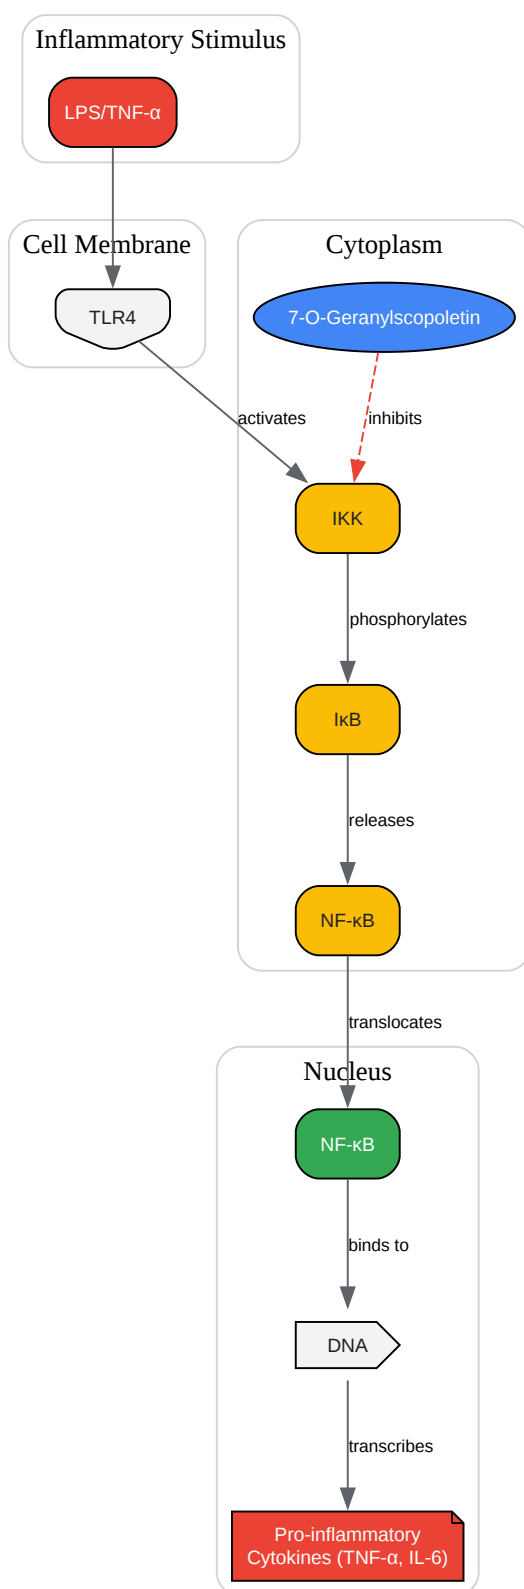 Inflammatory Stimulus
LPS/TNF-α
Cell Membrane
TLR4
Cytoplasm
7-O-Geranylscopoletin
activates
inhibits
IKK
phosphorylates
IκB
releases
NF-κB
translocates
Nucleus
NF-κB
binds to
DNA
transcribes
Pro-inflammatory
Cytokines (TNF-α, IL-6)